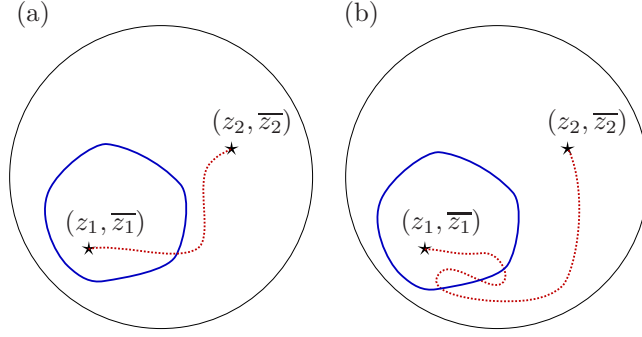 (a)
(b)
$(z_2, \overline{z_2})$
$(z_2, \overline{z_2})$
$(z_1, \overline{z_1})$
$(z_1, \overline{z_1})$